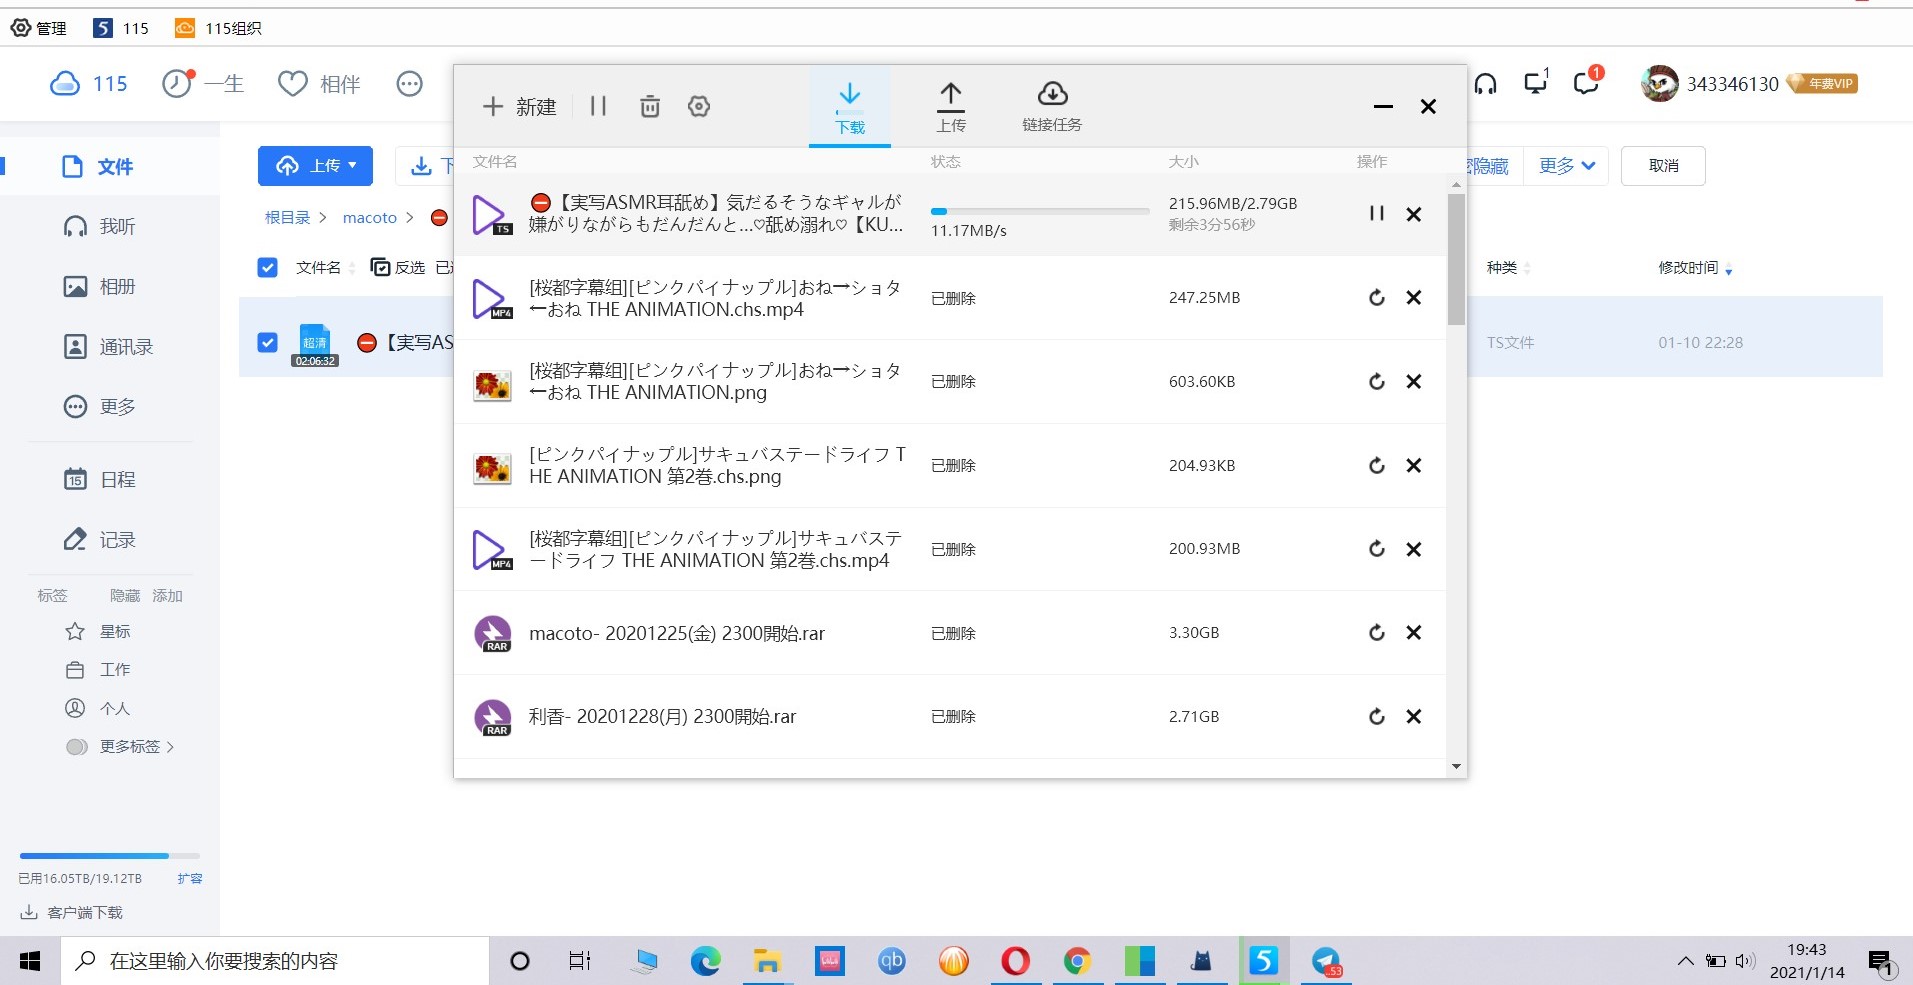 管理 115 115组织
115 一生 相伴
343346130 年费VIP
1
1
文件
我听
相册
通讯录
更多
日程
15
记录
标签 隐藏 添加
星标
工作
个人
更多标签
已用16.05TB/19.12TB 扩容
客户端下载
上传
根目录 > macoto >
文件名 反选
超清
02:06:32
【実写AS
新建
下载
上传
链接任务
文件名 状态 大小 操作
【実写ASMR耳舐め】気だるそうなギャルが
嫌がりながらもだんだんと...♡舐め溺れ♡【KU...
TS
11.17MB/s
215.96MB/2.79GB
剩余3分56秒
[桜都字幕组][ピンクパイナップル]おね→ショタ
←おね THE ANIMATION.chs.mp4
MP4
已删除 247.25MB
[桜都字幕组][ピンクパイナップル]おね→ショタ
←おね THE ANIMATION.png
已删除 603.60KB
[ピンクパイナップル]サキュバステードライフ T
HE ANIMATION 第2巻.chs.png
已删除 204.93KB
[桜都字幕组][ピンクパイナップル]サキュバステ
ードライフ THE ANIMATION 第2巻.chs.mp4
MP4
已删除 200.93MB
macoto- 20201225(金) 2300開始.rar
RAR
已删除 3.30GB
利香- 20201228(月) 2300開始.rar
RAR
已删除 2.71GB
隐藏 更多 取消
种类 修改时间
TS文件 01-10 22:28
在这里输入你要搜索的内容
qb
5
53
19:43
2021/1/14
1